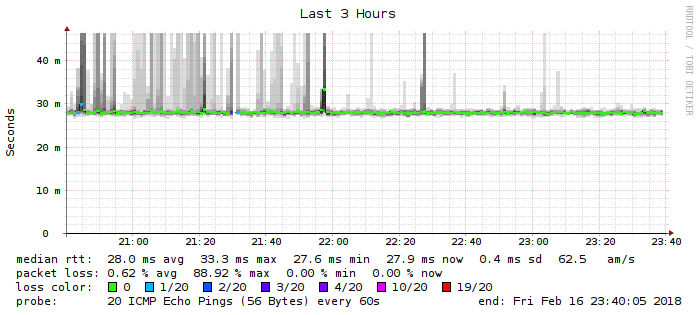 Last 3 Hours
RRDTOOL / TOBI OETIKER
Seconds
40 m
30 m
20 m
10 m
0
21:00 21:20 21:40 22:00 22:20 22:40 23:00 23:20 23:40
median rtt: 28.0 ms avg 33.3 ms max 27.6 ms min 27.9 ms now 0.4 ms sd 62.5 am/s
packet loss: 0.62 % avg 88.92 % max 0.00 % min 0.00 % now
loss color: 0 1/20 2/20 3/20 4/20 10/20 19/20
probe: 20 ICMP Echo Pings (56 Bytes) every 60s end: Fri Feb 16 23:40:05 2018